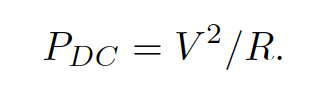 P_{DC} = V^2/R.